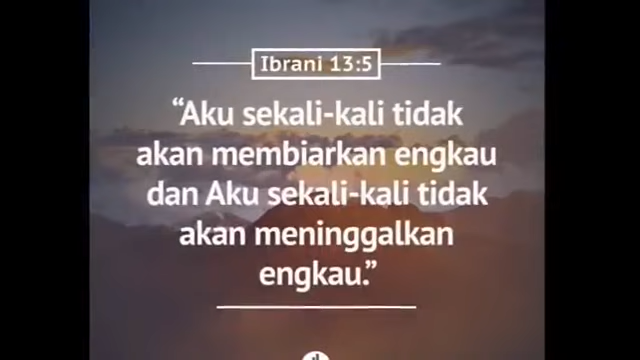 Ibrani 13:5
“Aku sekali-kali tidak
akan membiarkan engkau
dan Aku sekali-kali tidak
akan meninggalkan
engkau.”